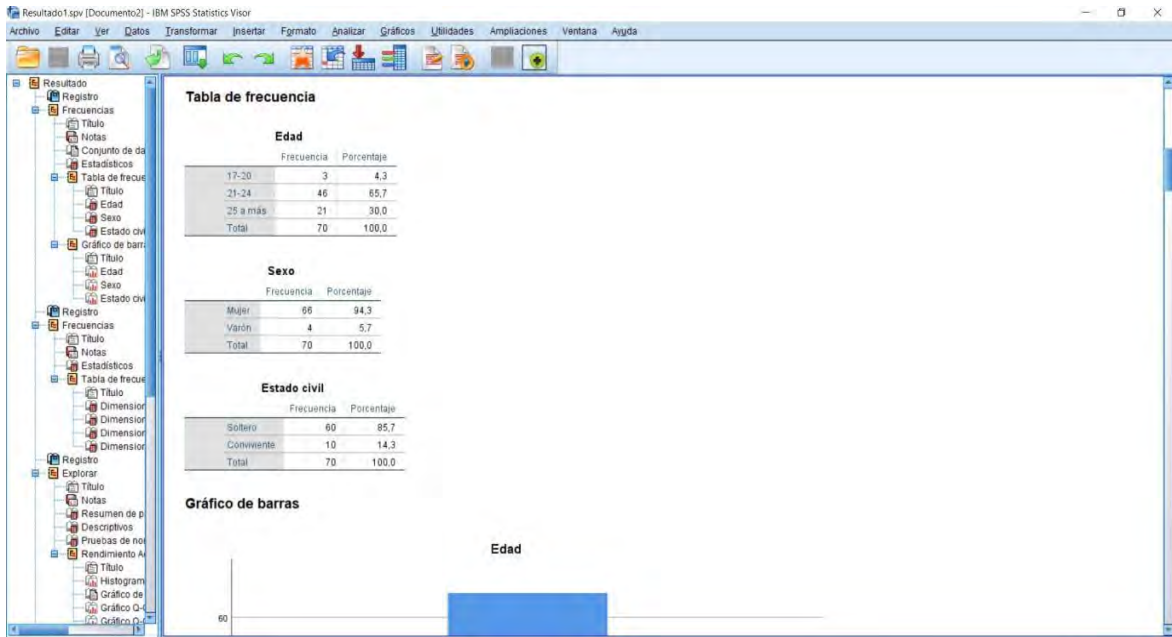 Resultado1.spv [Documento2] - IBM SPSS Statistics Visor
Archivo Editar Ver Datos Transformar Insertar Formato Analizar Gráficos Utilidades Ampliaciones Ventana Ayuda
Resultado
Registro
Frecuencias
Título
Notas
Conjunto de da
Estadísticos
Tabla de frecue
Título
Edad
Sexo
Estado civi
Gráfico de barra
Título
Edad
Sexo
Estado civi
Registro
Frecuencias
Título
Notas
Estadísticos
Tabla de frecue
Título
Dimension
Dimension
Dimension
Dimension
Registro
Explorar
Título
Notas
Resumen de p
Descriptivos
Pruebas de nor
Rendimiento A
Título
Histogram
Gráfico de
Gráfico Q-
Gráfico Q-
Tabla de frecuencia
Edad
Frecuencia Porcentaje
17-20 3 4,3
21-24 46 65,7
25 a más 21 30,0
Total 70 100,0
Sexo
Frecuencia Porcentaje
Mujer 66 94,3
Varón 4 5,7
Total 70 100,0
Estado civil
Frecuencia Porcentaje
Soltero 60 85,7
Conviviente 10 14,3
Total 70 100,0
Gráfico de barras
Edad
60